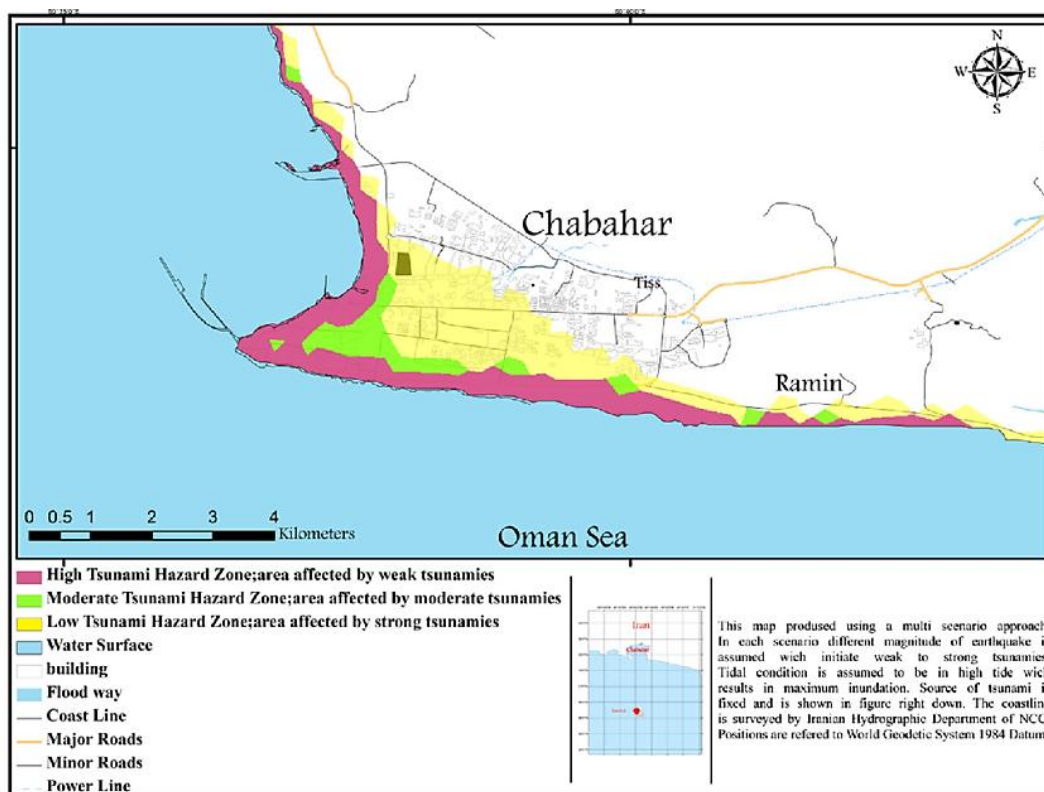 N
W E
S
Chabahar
Tiss
Ramin
0 0.5 1 2 3 4
Kilometers
Oman Sea
High Tsunami Hazard Zone;area affected by weak tsunamies
Moderate Tsunami Hazard Zone;area affected by moderate tsunamies
Low Tsunami Hazard Zone;area affected by strong tsunamies
Water Surface
building
Flood way
Coast Line
Major Roads
Minor Roads
Power Line
Iran
This map prodused using a multi scenario approach
In each scenario different magnitude of earthquake i
assumed wich initiate weak to strong tsunamies
Tidal condition is assumed to be in high tide wich
results in maximum inundation. Source of tsunami i
fixed and is shown in figure right down. The coastlin
is surveyed by Iranian Hydrographic Department of NCC
Positions are refered to World Geodetic System 1984 Datum